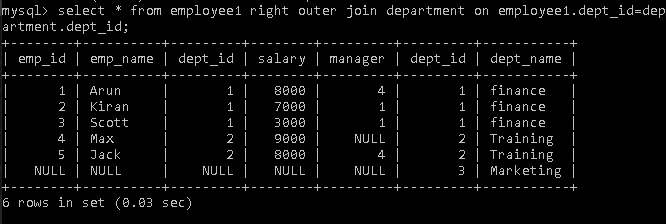 mysql> select * from employee1 right outer join department on employee1.dept_id=dep
artment.dept_id;
+--------+----------+---------+--------+---------+---------+-----------+
| emp_id | emp_name | dept_id | salary | manager | dept_id | dept_name |
+--------+----------+---------+--------+---------+---------+-----------+
|      1 | Arun     |       1 |   8000 |       4 |       1 | finance   |
|      2 | Kiran    |       1 |   7000 |       1 |       1 | finance   |
|      3 | Scott    |       1 |   3000 |       1 |       1 | finance   |
|      4 | Max      |       2 |   9000 |    NULL |       2 | Training  |
|      5 | Jack     |       2 |   8000 |       4 |       2 | Training  |
|   NULL | NULL     |    NULL |   NULL |    NULL |       3 | Marketing |
+--------+----------+---------+--------+---------+---------+-----------+
6 rows in set (0.03 sec)